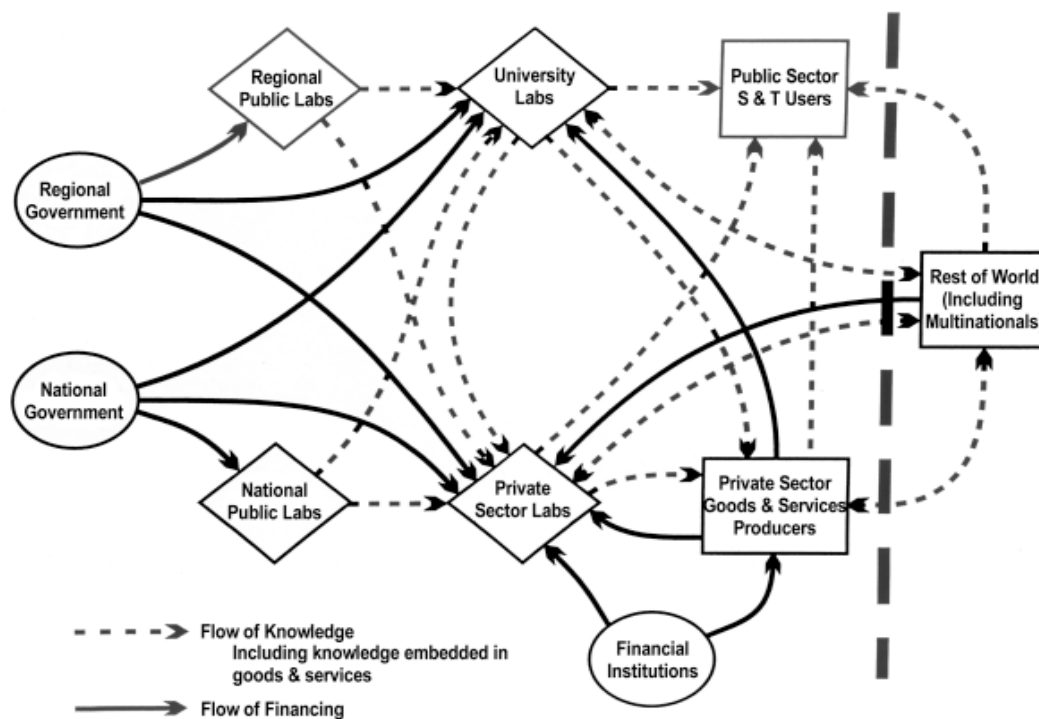 Regional
Public Labs
University
Labs
Public Sector
S & T Users
Regional
Government
Rest of World
(Including
Multinationals
National
Government
National
Public Labs
Private
Sector Labs
Private Sector
Goods & Services
Producers
Financial
Institutions
Flow of Knowledge
Including knowledge embedded in
goods & services
Flow of Financing